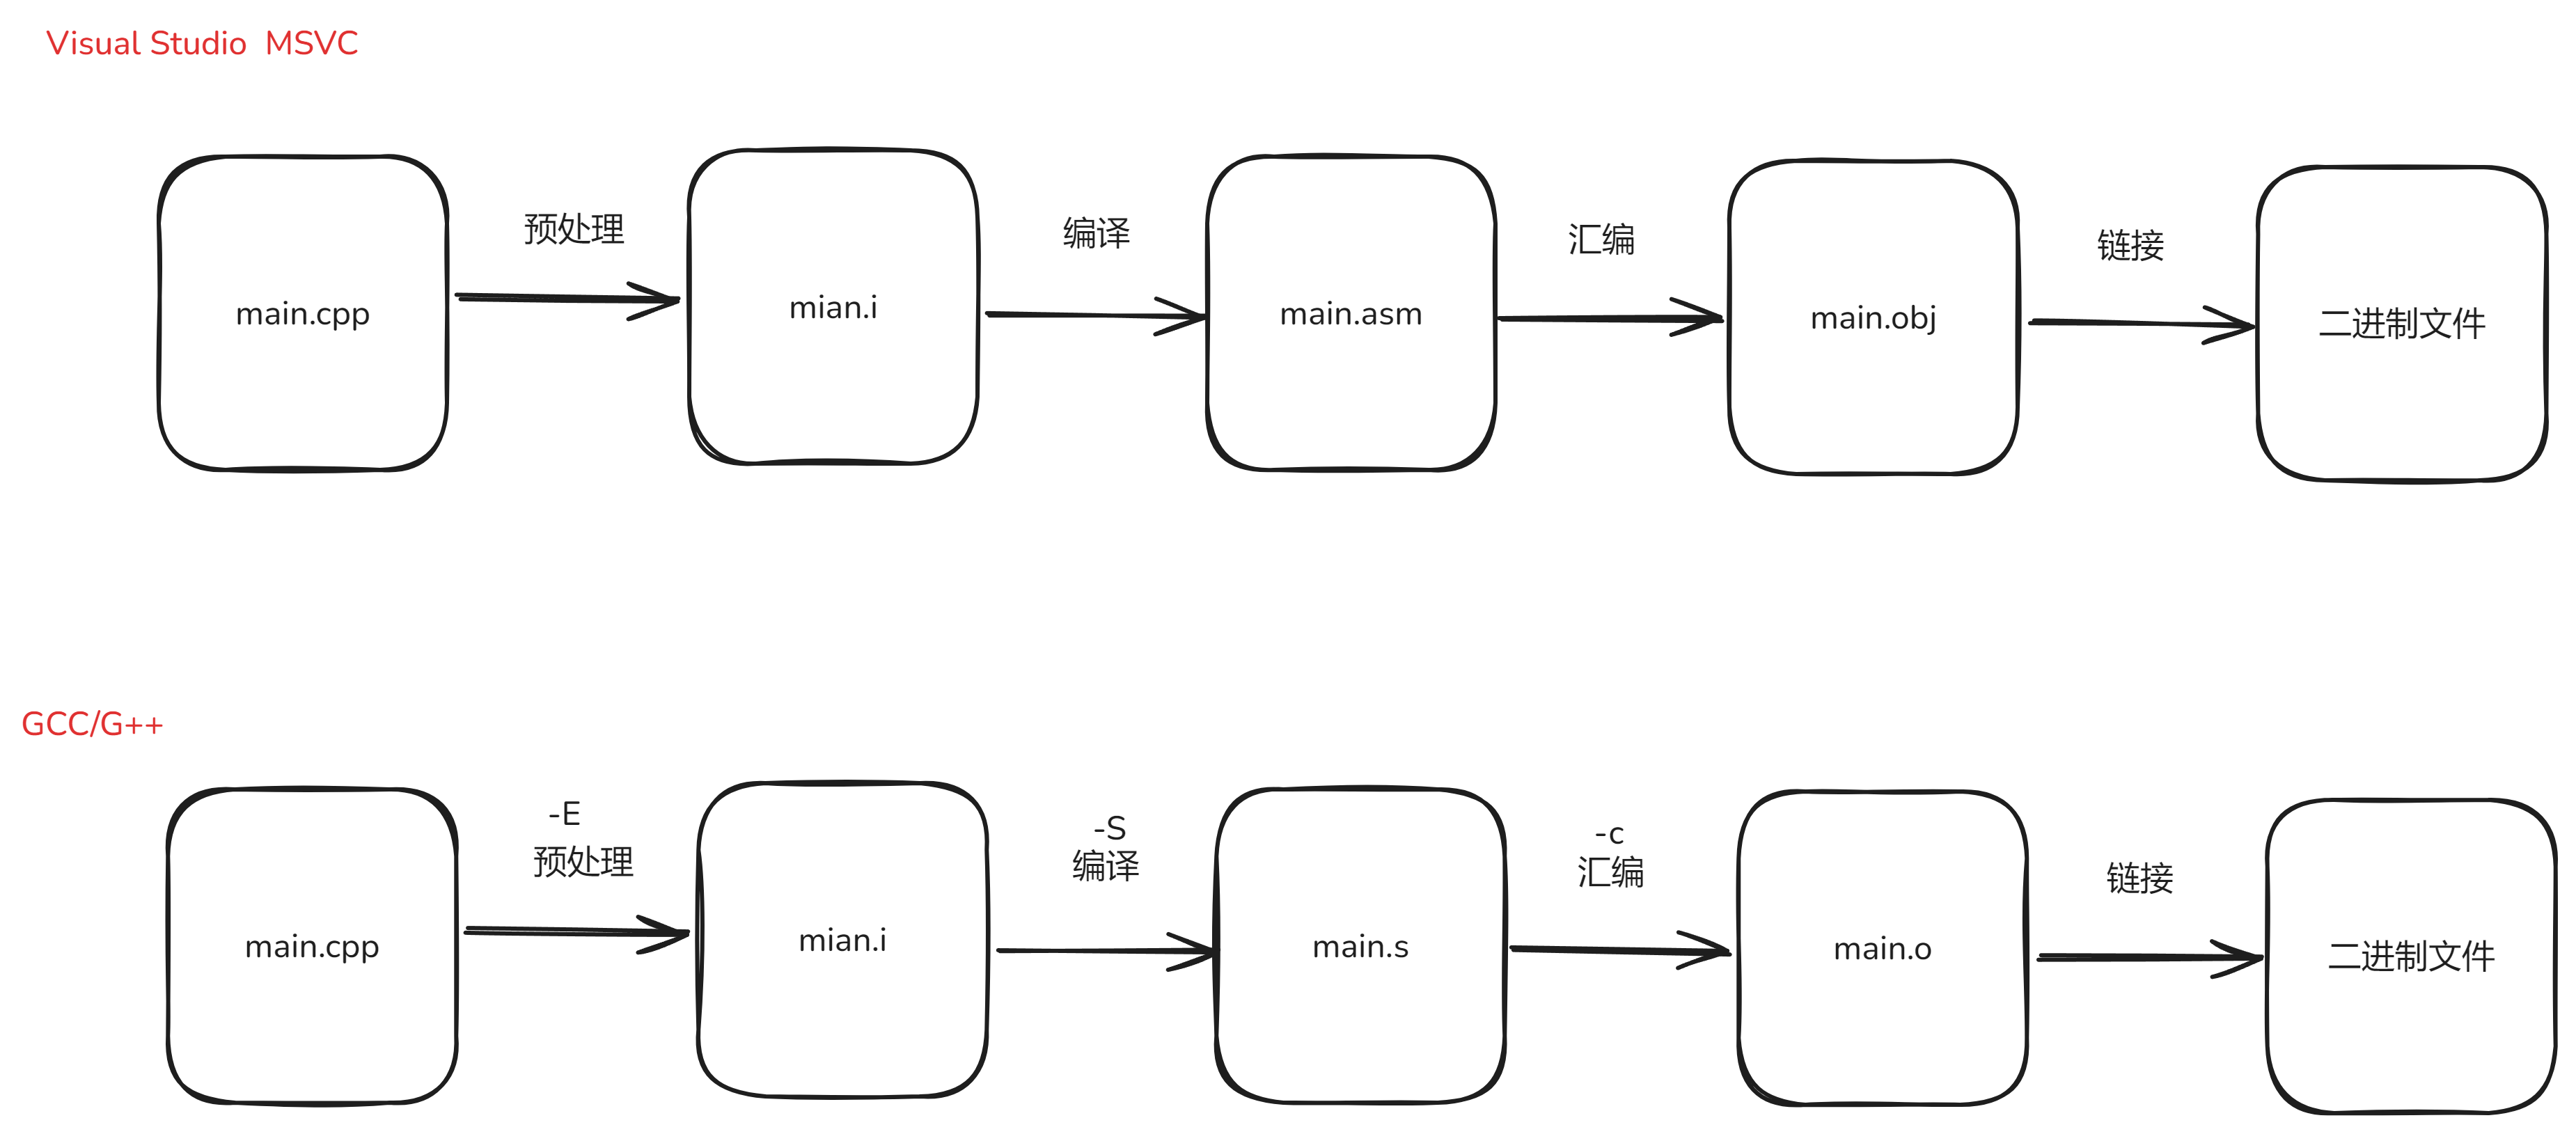 Visual Studio  MSVC
预处理
编译
汇编
链接
main.cpp
mian.i
main.asm
main.obj
二进制文件
GCC/G++
-E
预处理
-S
编译
-c
汇编
链接
main.cpp
mian.i
main.s
main.o
二进制文件